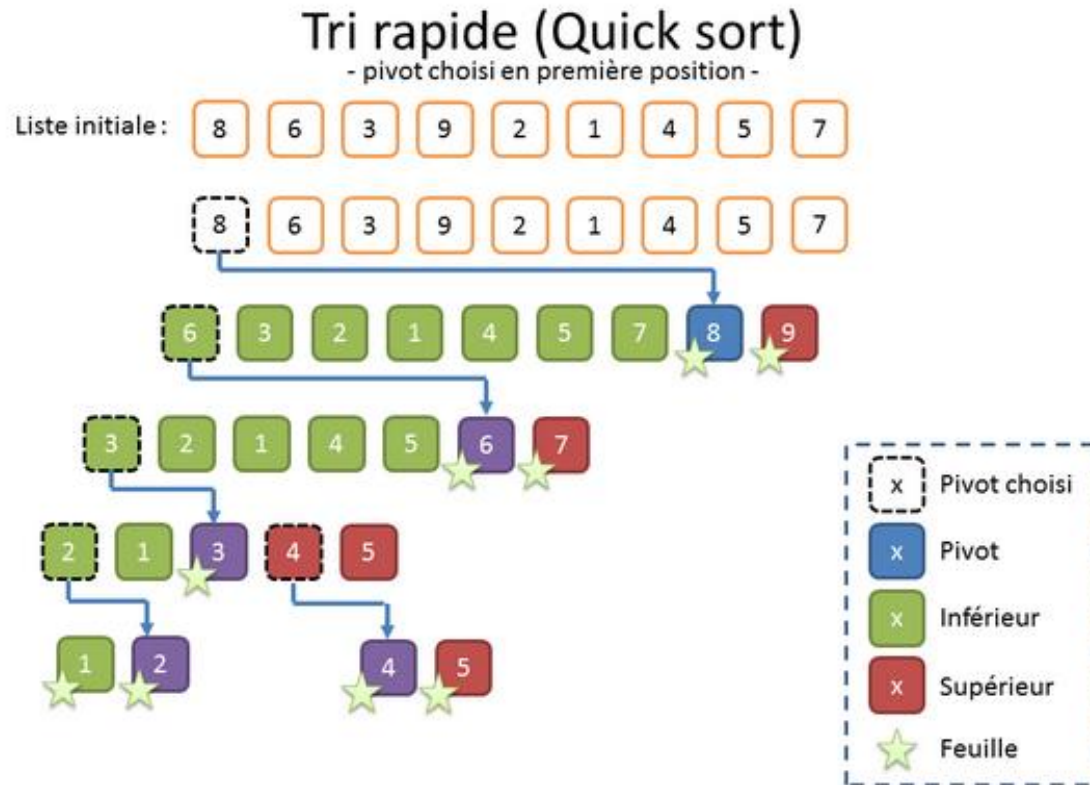 Tri rapide (Quick sort)
- pivot choisi en première position -
Liste initiale : 8 6 3 9 2 1 4 5 7
8 6 3 9 2 1 4 5 7
6 3 2 1 4 5 7 8 9
3 2 1 4 5 6 7
2 1 3 4 5
1 2 4 5
x Pivot choisi
x Pivot
x Inférieur
x Supérieur
Feuille